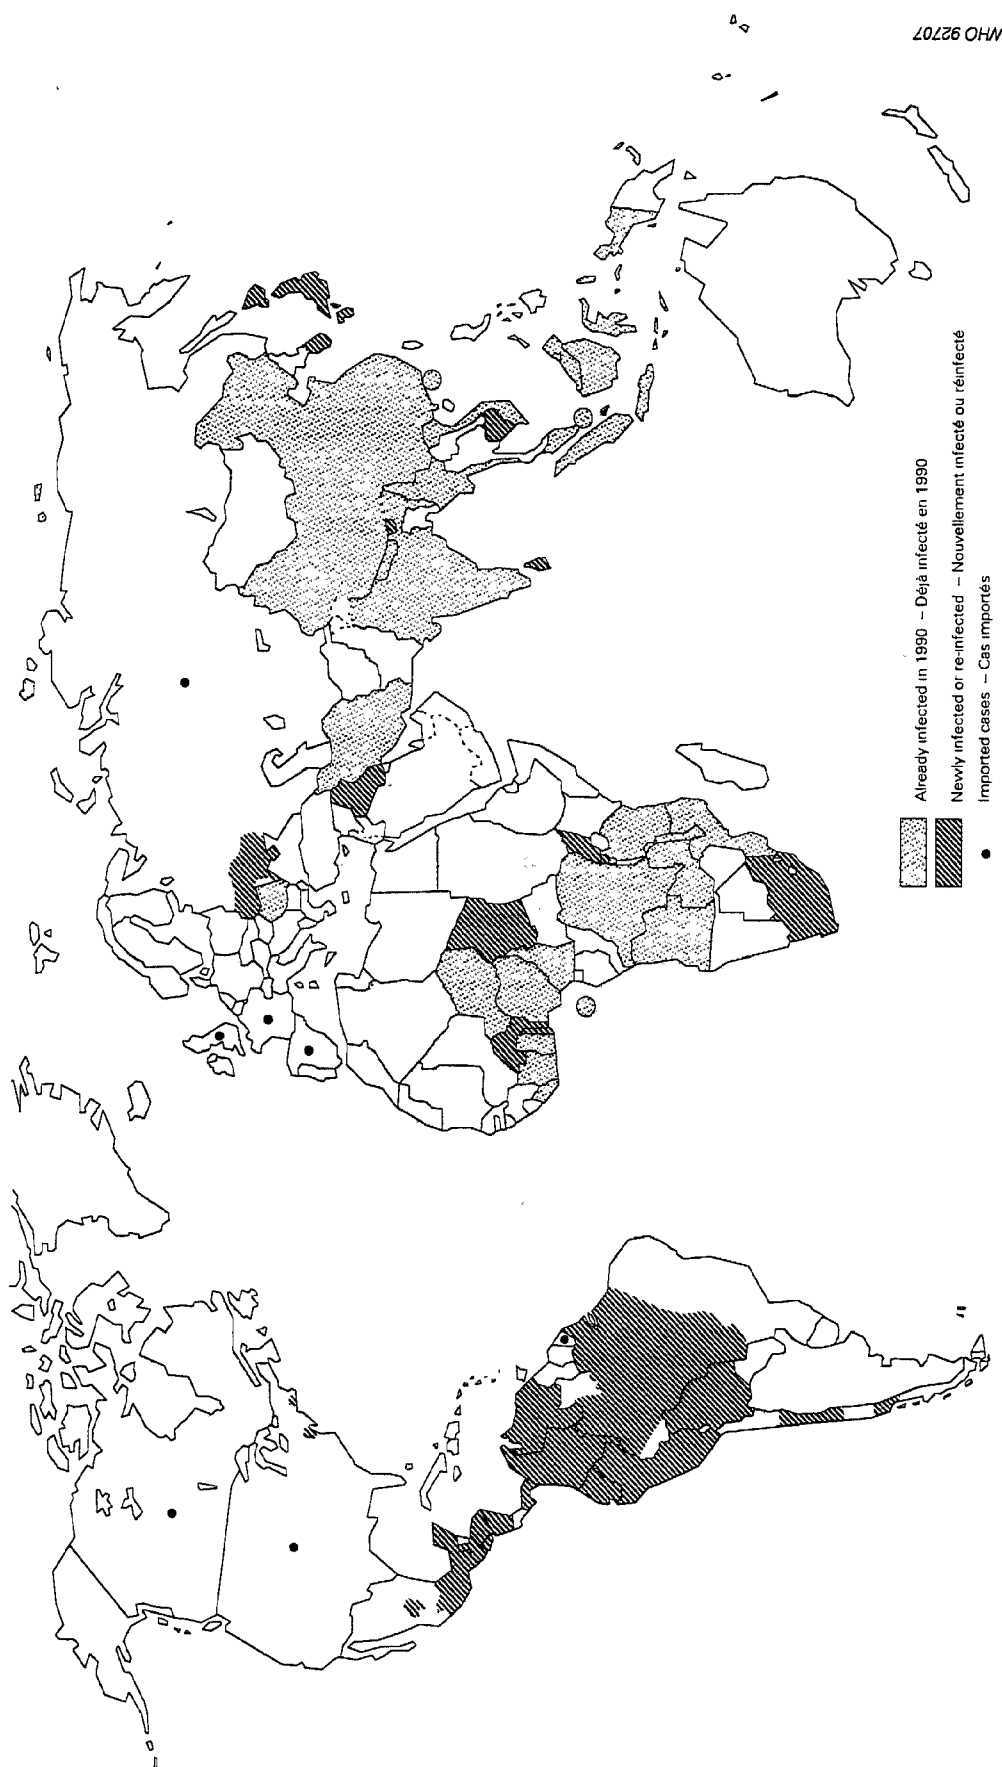 WHO 92707
Already infected in 1990 – Déjà infecté en 1990
Newly infected or re-infected – Nouvellement infecté ou réinfecté
Imported cases – Cas importés